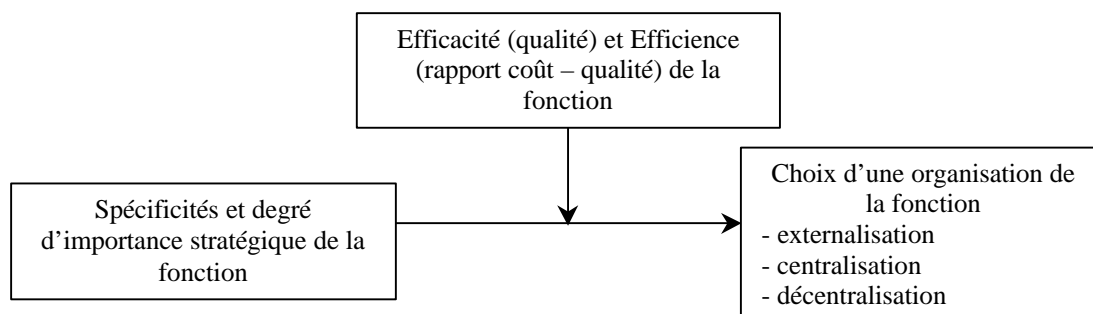 Efficacité (qualité) et Efficience
(rapport coût – qualité) de la
fonction
Spécificités et degré
d’importance stratégique de la
fonction
Choix d’une organisation de
la fonction
- externalisation
- centralisation
- décentralisation